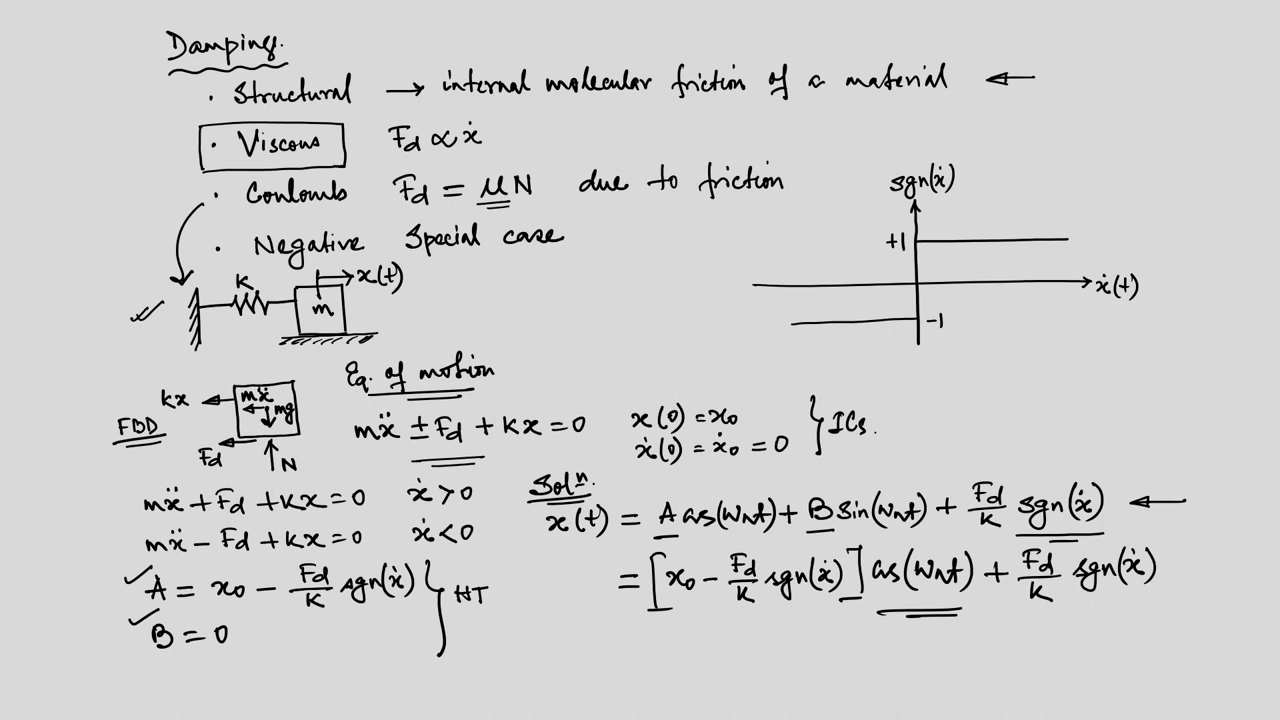 Damping.
· Structural → internal molecular friction of a material ←
· Viscous Fd ∝ ẋ
· Coulomb Fd = μN due to friction
· Negative Special case
sgn(ẋ)
+1
ẋ(t)
-1
K
x(t)
m
FBD
kx
mẍ
mg
Fd
N
Eq. of motion
mẍ ± Fd + kx = 0
x(0) = x₀
ẋ(0) = ẋ₀ = 0
} ICs.
mẍ + Fd + kx = 0 ẋ > 0
mẍ - Fd + kx = 0 ẋ < 0
Solⁿ.
x(t) = A cos(ωnt) + B sin(ωnt) + Fd/k sgn(ẋ) ←
= [x₀ - Fd/k sgn(ẋ)] cos(ωnt) + Fd/k sgn(ẋ)
✓ A = x₀ - Fd/k sgn(ẋ)
✓ B = 0
} HT